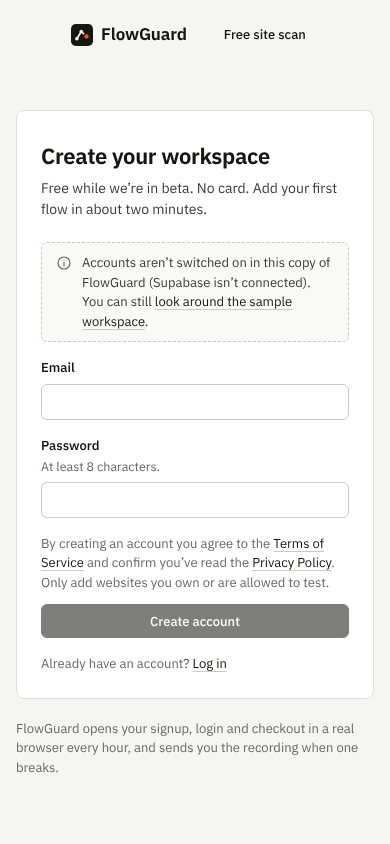 FlowGuard
Free site scan
Create your workspace
Free while we’re in beta. No card. Add your first
flow in about two minutes.
Accounts aren’t switched on in this copy of
FlowGuard (Supabase isn’t connected).
You can still look around the sample
workspace.
Email
Password
At least 8 characters.
By creating an account you agree to the Terms of
Service and confirm you’ve read the Privacy Policy.
Only add websites you own or are allowed to test.
Create account
Already have an account? Log in
FlowGuard opens your signup, login and checkout in a real
browser every hour, and sends you the recording when one
breaks.